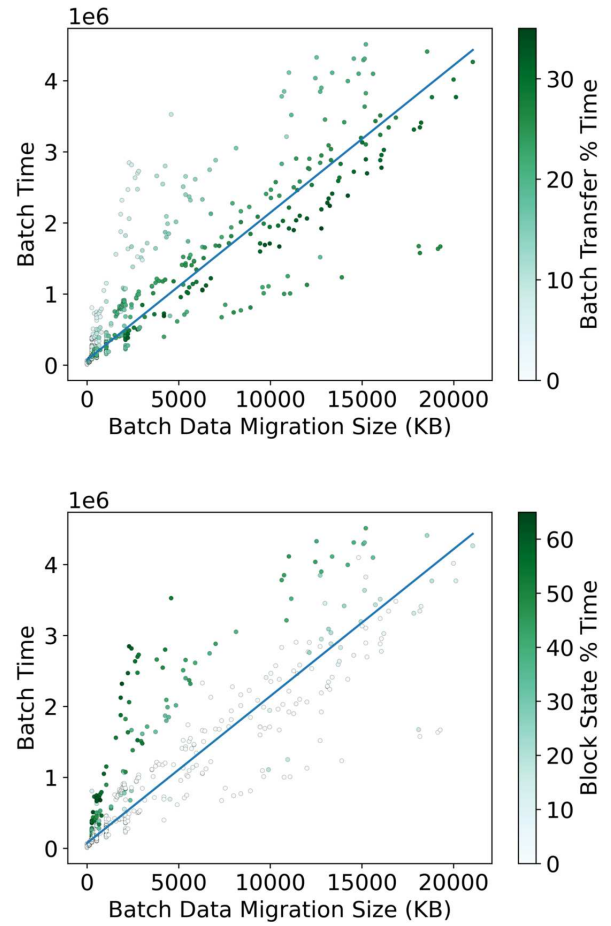 1e6
4
3
2
1
0
Batch Time
0 5000 10000 15000 20000
Batch Data Migration Size (KB)
30
20
10
0
Batch Transfer % Time
1e6
4
3
2
1
0
Batch Time
0 5000 10000 15000 20000
Batch Data Migration Size (KB)
60
50
40
30
20
10
0
Block State % Time